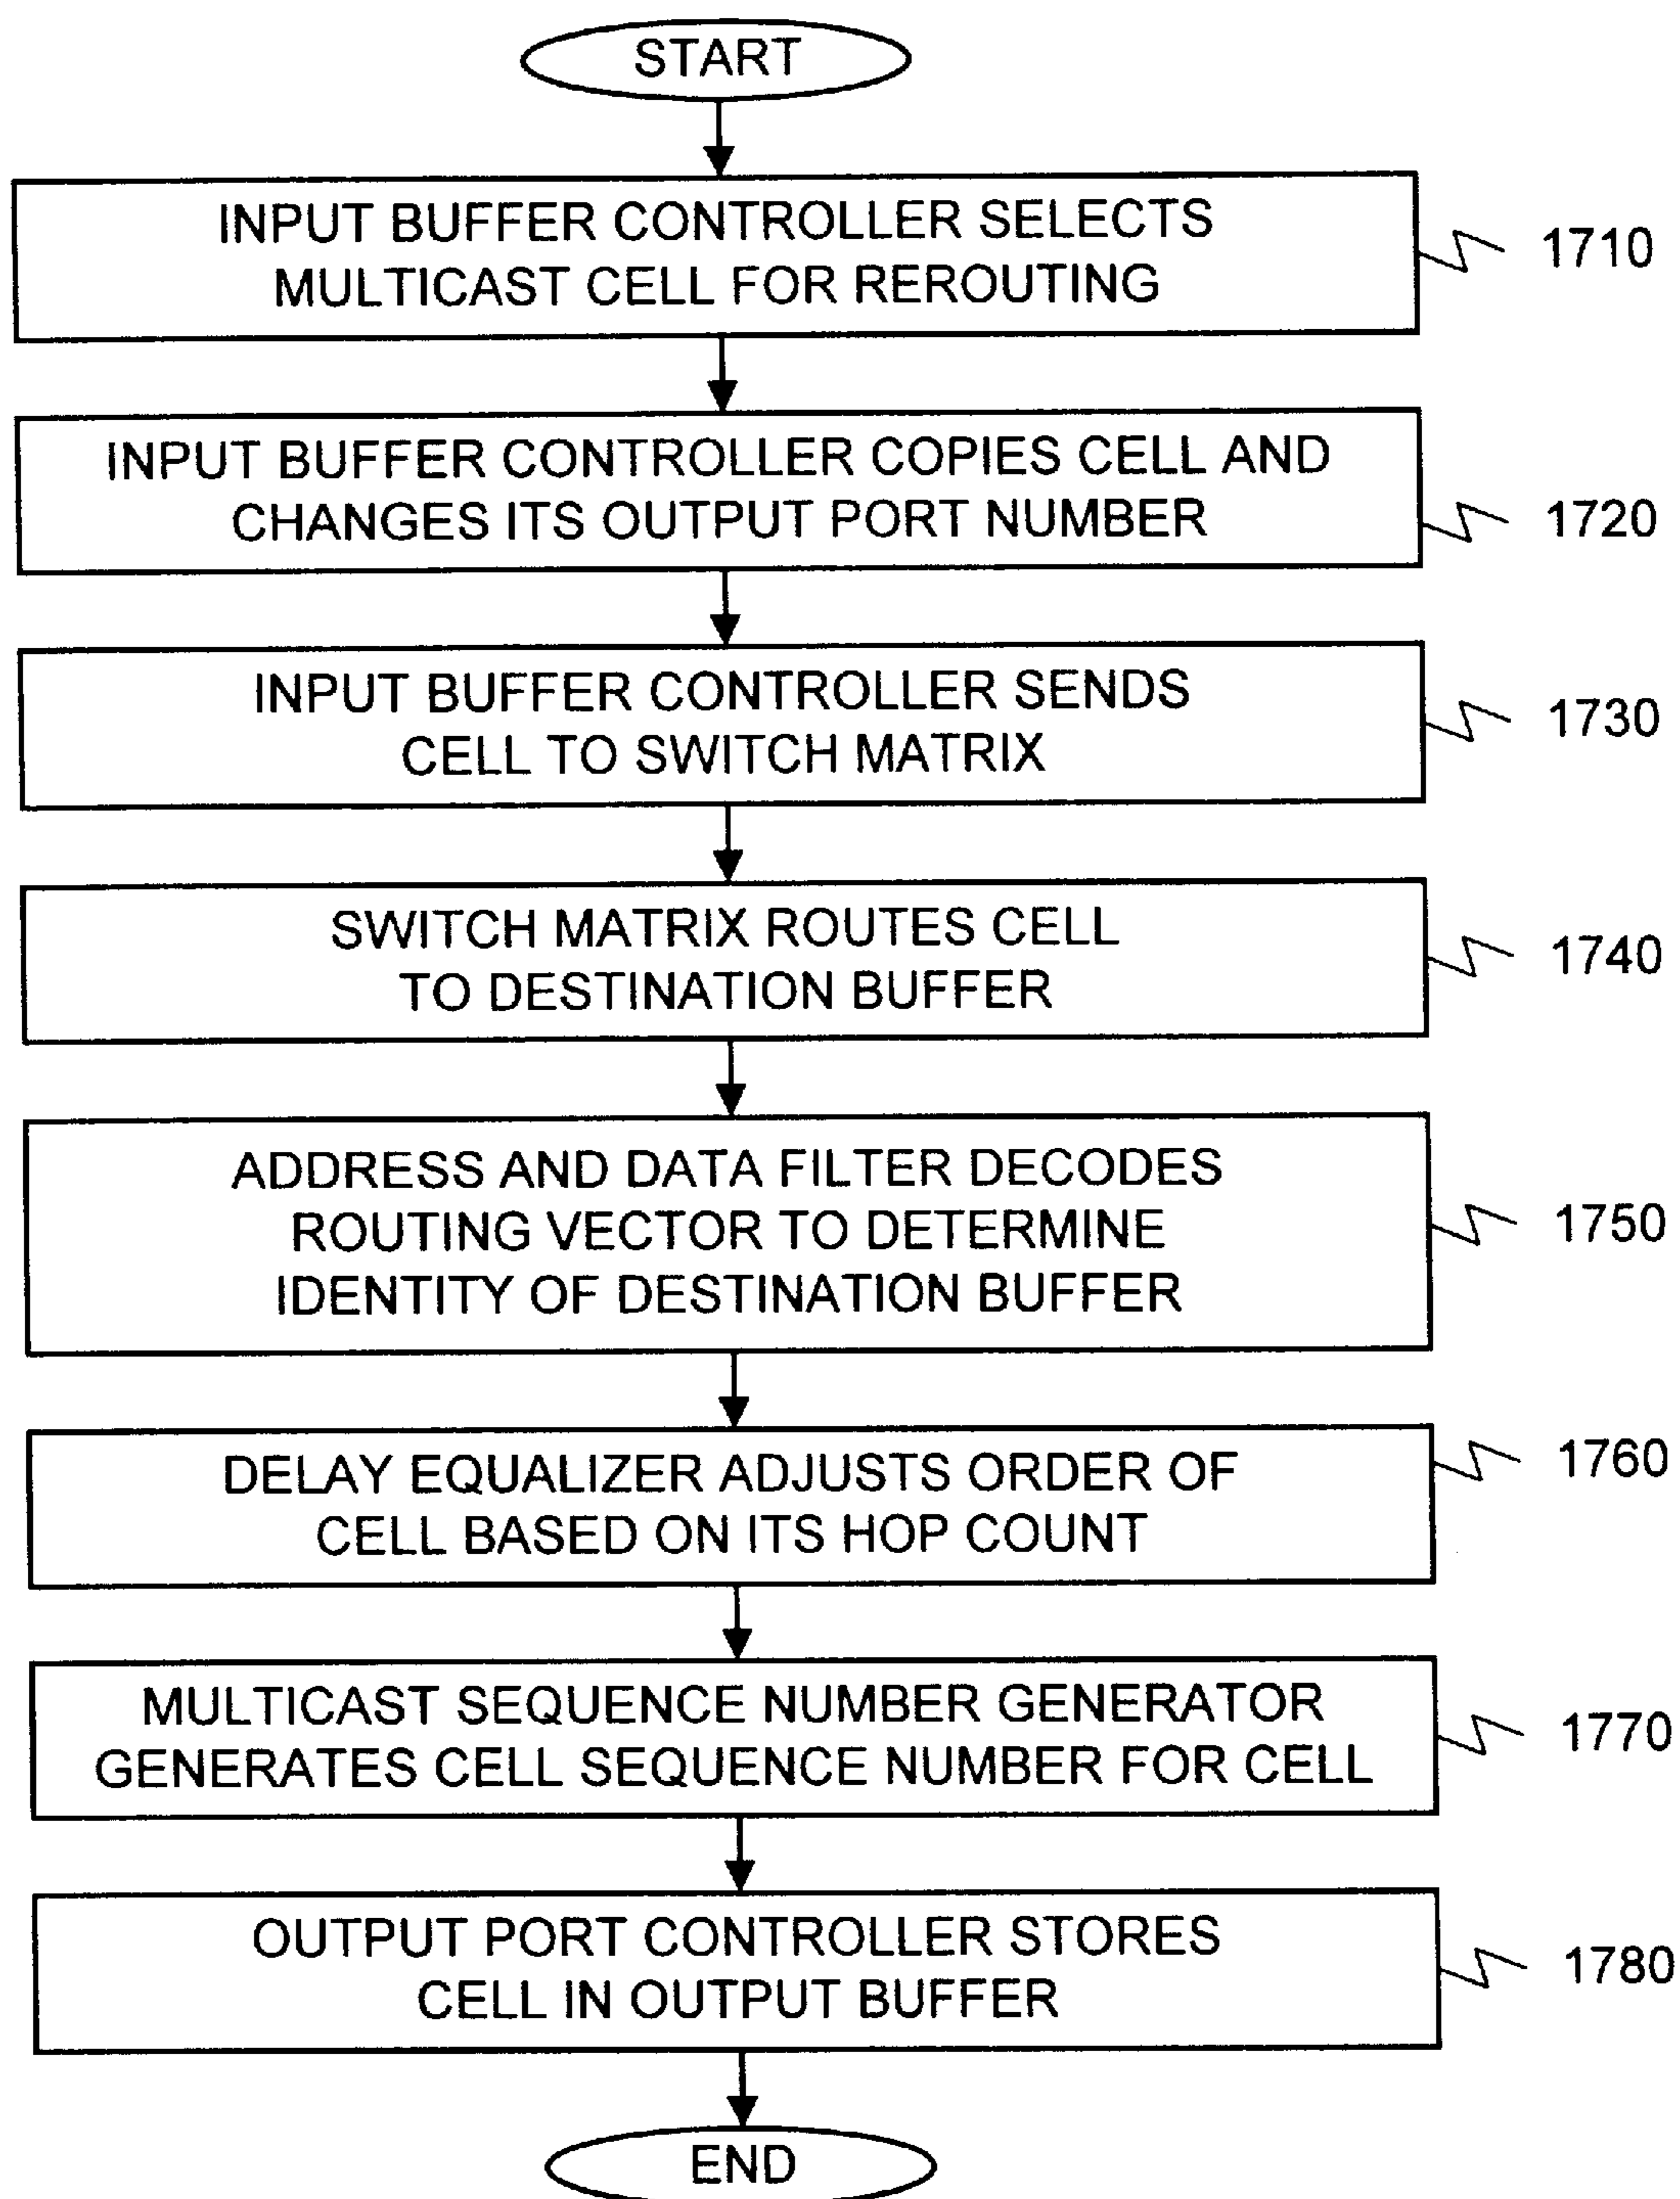 START
INPUT BUFFER CONTROLLER SELECTS
MULTICAST CELL FOR REROUTING
1710
INPUT BUFFER CONTROLLER COPIES CELL AND
CHANGES ITS OUTPUT PORT NUMBER
1720
INPUT BUFFER CONTROLLER SENDS
CELL TO SWITCH MATRIX
1730
SWITCH MATRIX ROUTES CELL
TO DESTINATION BUFFER
1740
ADDRESS AND DATA FILTER DECODES
ROUTING VECTOR TO DETERMINE
IDENTITY OF DESTINATION BUFFER
1750
DELAY EQUALIZER ADJUSTS ORDER OF
CELL BASED ON ITS HOP COUNT
1760
MULTICAST SEQUENCE NUMBER GENERATOR
GENERATES CELL SEQUENCE NUMBER FOR CELL
1770
OUTPUT PORT CONTROLLER STORES
CELL IN OUTPUT BUFFER
1780
END